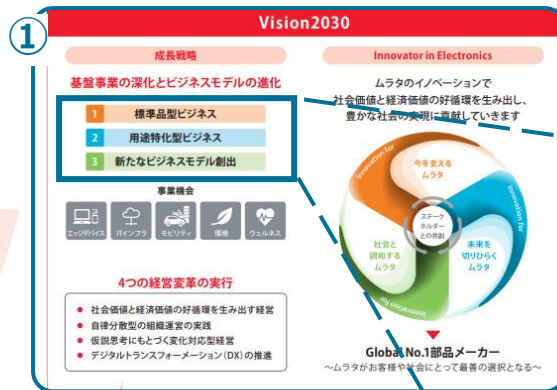 ①
Vision2030
成長戦略
基盤事業の深化とビジネスモデルの進化
1 標準品型ビジネス
2 用途特化型ビジネス
3 新たなビジネスモデル創出
事業機会
エッジデバイス ITインフラ モビリティ 環境 ウェルネス
4つの経営変革の実行
● 社会価値と経済価値の好循環を生み出す経営
● 自律分散型の組織運営の実践
● 仮説思考にもとづく変化対応型経営
● デジタルトランスフォーメーション(DX)の推進
Innovator in Electronics
ムラタのイノベーションで
社会価値と経済価値の好循環を生み出し、
豊かな社会の実現に貢献していきます
Innovation for
今を支える
ムラタ
Innovation for
未来を
切りひらく
ムラタ
Innovation for
社会と
調和する
ムラタ
ステーク
ホルダー
との共創
Global No.1部品メーカー
～ムラタがお客様や社会にとって最善の選択となる～